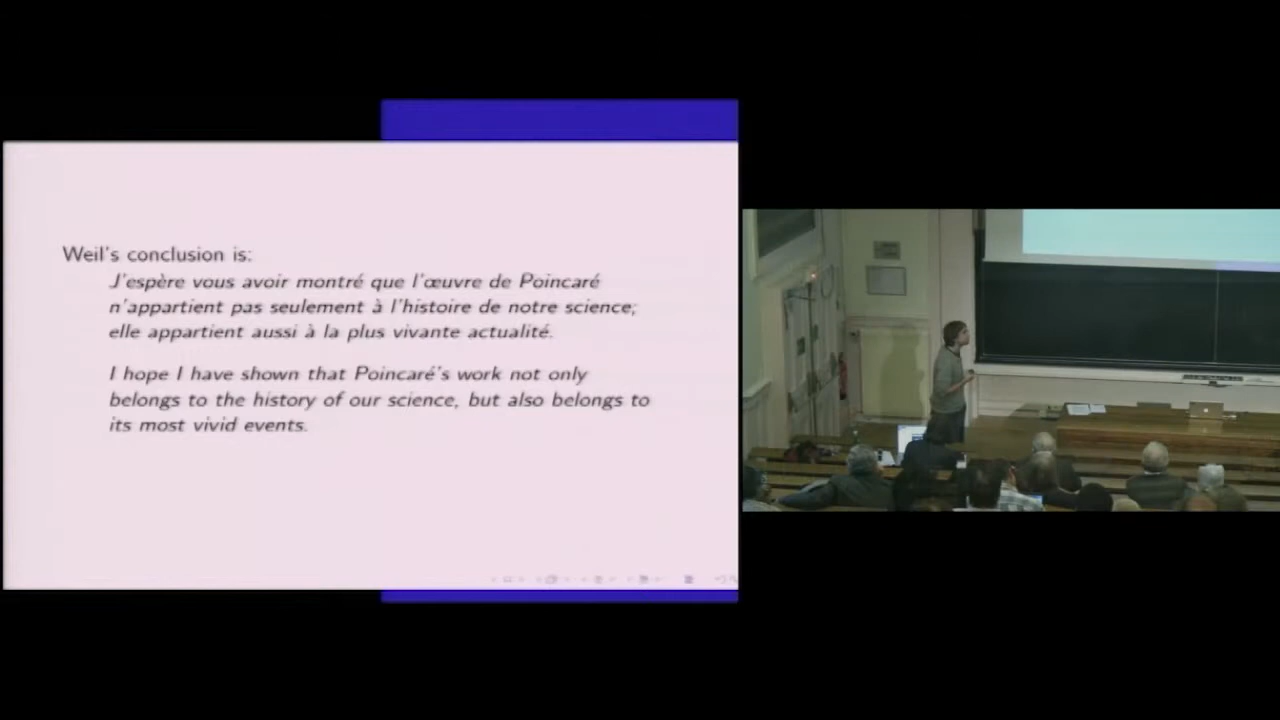 Weil's conclusion is:
J'espère vous avoir montré que l'œuvre de Poincaré
n'appartient pas seulement à l'histoire de notre science;
elle appartient aussi à la plus vivante actualité.
I hope I have shown that Poincaré's work not only
belongs to the history of our science, but also belongs to
its most vivid events.